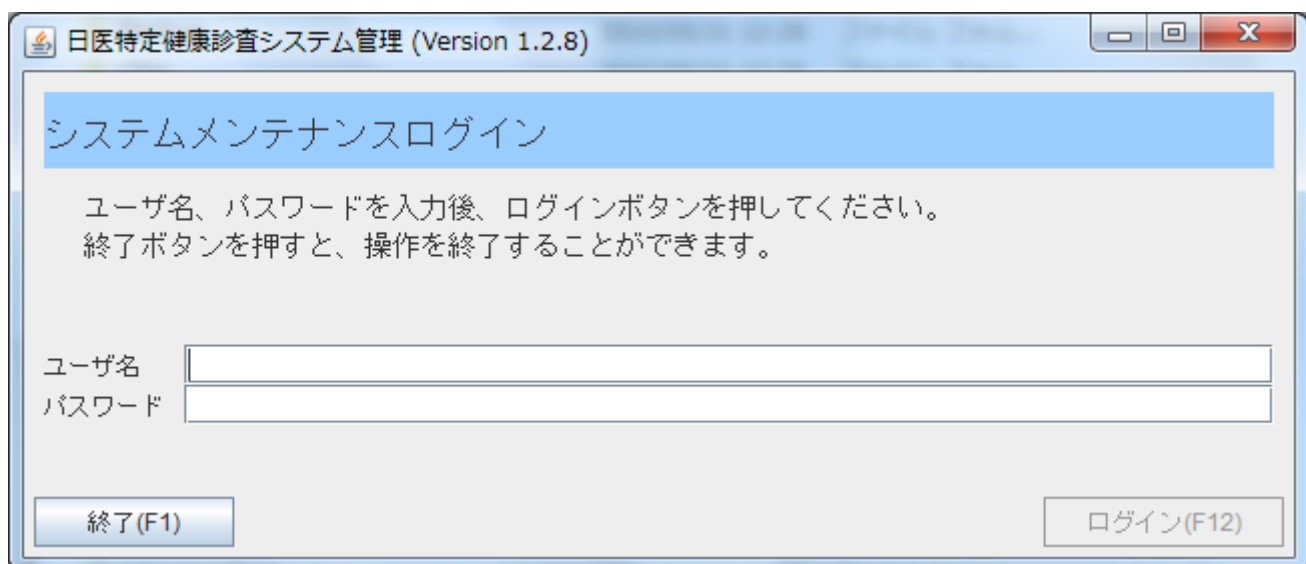 日医特定健康診査システム管理 (Version 1.2.8)
システムメンテナンスログイン
ユーザ名、パスワードを入力後、ログインボタンを押してください。
終了ボタンを押すと、操作を終了することができます。
ユーザ名
パスワード
終了(F1)
ログイン(F12)